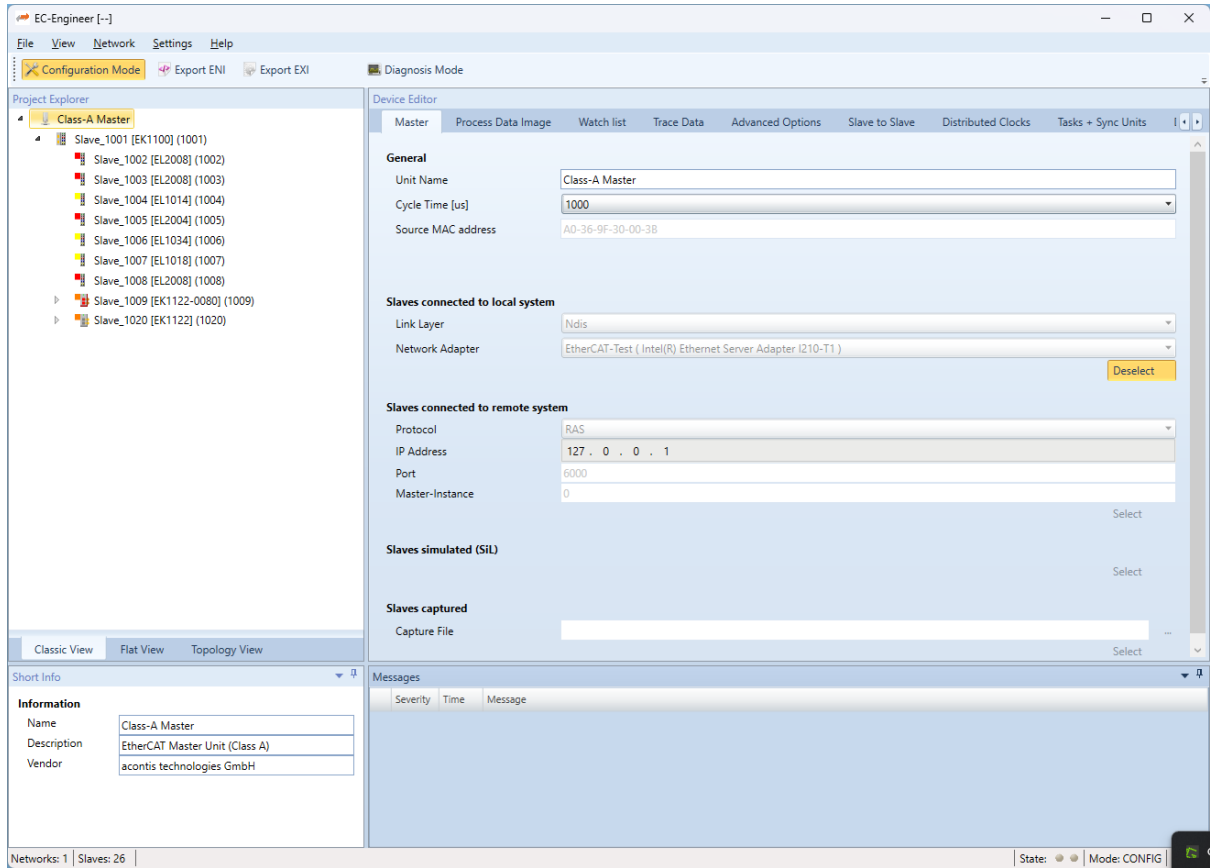 EC-Engineer [--]
File View Network Settings Help
Configuration Mode Export ENI Export EXI Diagnosis Mode
Project Explorer
Class-A Master
Slave_1001 [EK1100] (1001)
Slave_1002 [EL2008] (1002)
Slave_1003 [EL2008] (1003)
Slave_1004 [EL1014] (1004)
Slave_1005 [EL2004] (1005)
Slave_1006 [EL1034] (1006)
Slave_1007 [EL1018] (1007)
Slave_1008 [EL2008] (1008)
Slave_1009 [EK1122-0080] (1009)
Slave_1020 [EK1122] (1020)
Classic View Flat View Topology View
Device Editor
Master Process Data Image Watch list Trace Data Advanced Options Slave to Slave Distributed Clocks Tasks + Sync Units
General
Unit Name Class-A Master
Cycle Time [us] 1000
Source MAC address A0-36-9F-30-00-3B
Slaves connected to local system
Link Layer Ndis
Network Adapter EtherCAT-Test ( Intel(R) Ethernet Server Adapter I210-T1 )
Deselect
Slaves connected to remote system
Protocol RAS
IP Address 127 . 0 . 0 . 1
Port 6000
Master-Instance 0
Select
Slaves simulated (SiL)
Select
Slaves captured
Capture File ...
Select
Short Info
Information
Name Class-A Master
Description EtherCAT Master Unit (Class A)
Vendor acontis technologies GmbH
Messages
Severity Time Message
Networks: 1 Slaves: 26 State: Mode: CONFIG